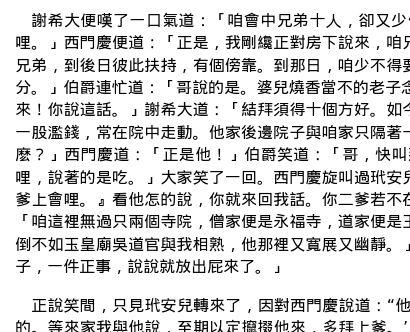 謝希大便嘆了一口氣道：「咱會中兄弟十人，卻又少
哩。」西門慶便道：「正是，我剛纔正對房下說來，咱兄
兄弟，到後日彼此扶持，有個傍靠。到那日，咱少不得要
分。」伯爵連忙道：「哥說的是。婆兒燒香當不的老子念
來！你說這話。」謝希大道：「結拜須得十個方好。如今
一股濫錢，常在院中走動。他家後邊院子與咱家只隔著一
麼？」西門慶道：「正是他！」伯爵笑道：「哥，快叫
哩，說著的是吃。」大家笑了一回。西門慶旋叫過玳安兒
爹上會哩。』看他怎的說，你就來回我話。你二爹若不在
「咱這裡無過只兩個寺院，僧家便是永福寺，道家便是玉
倒不如玉皇廟吳道官與我相熟，他那裡又寬展又幽靜。」
子，一件正事，說說就放出屁來了。」
正說笑間，只見玳安兒轉來了，因對西門慶說道：“他
的。等來家我與他說，至期以定攛掇他來，多拜上爹。’